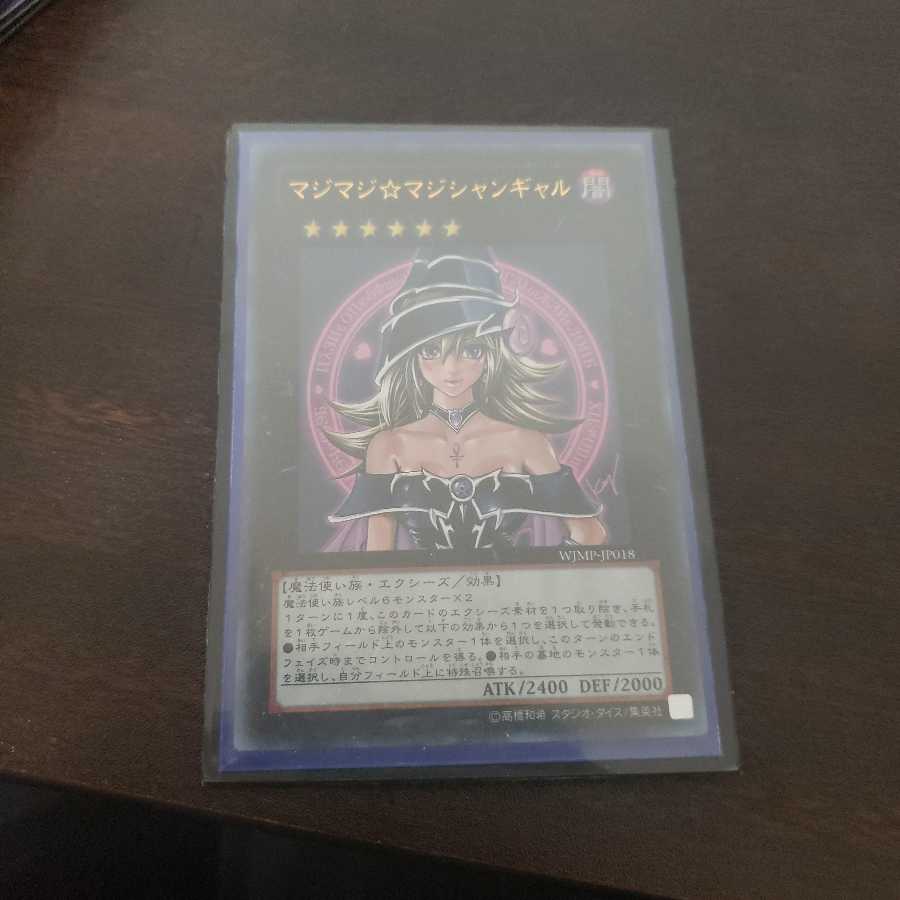 マジマジ☆マジシャンギャル
闇
WJMP-JP018
【魔法使い族・エクシーズ/効果】
魔法使い族レベル6モンスター×2
1ターンに1度、このカードのエクシーズ素材を1つ取り除き、手札
を1枚ゲームから除外して以下の効果から1つを選択して発動できる。
●相手フィールド上のモンスター1体を選択し、このターンのエンド
フェイズ時までコントロールを得る。●相手の墓地のモンスター1体
を選択し、自分フィールド上に特殊召喚する。
ATK/2400 DEF/2000
©高橋和希 スタジオ・ダイス/集英社